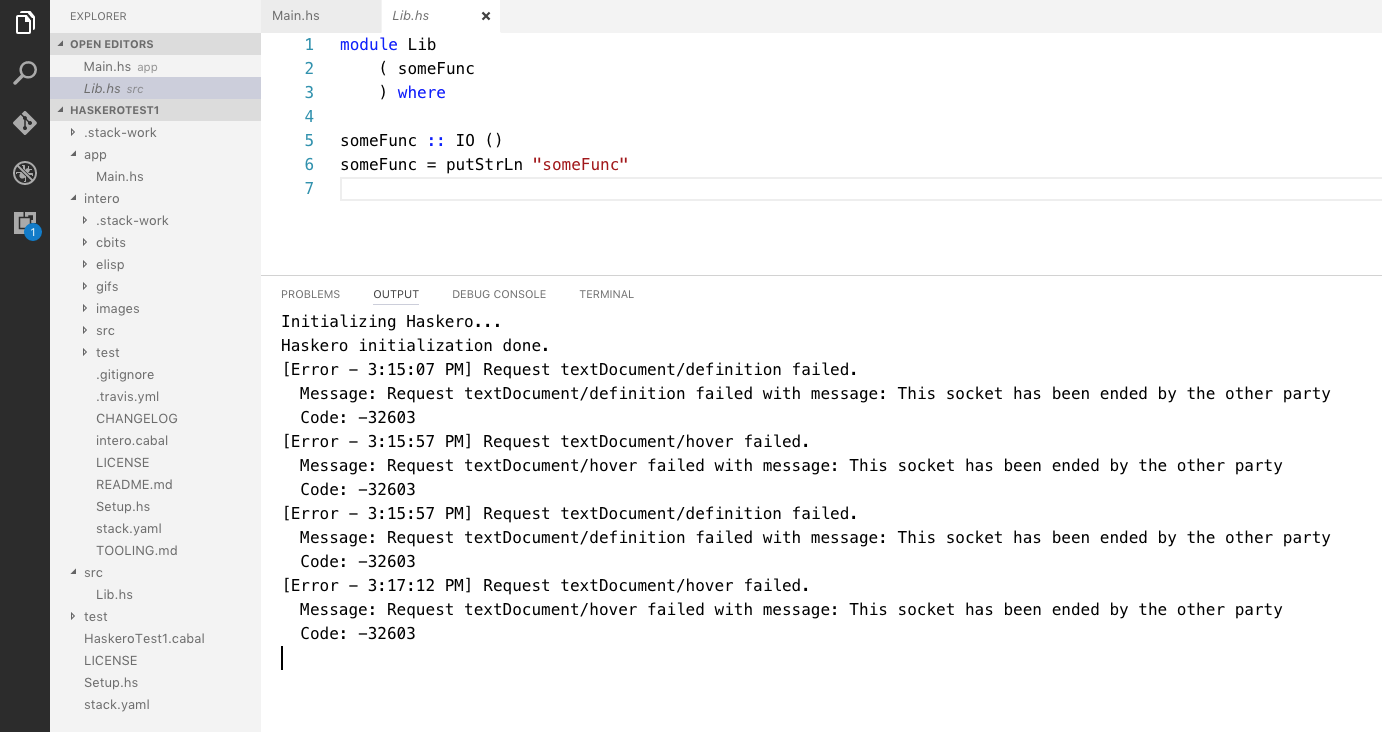 EXPLORER
OPEN EDITORS
Main.hs app
Lib.hs src
HASKEROTEST1
.stack-work
app
Main.hs
intero
.stack-work
cbits
elisp
gifs
images
src
test
.gitignore
.travis.yml
CHANGELOG
intero.cabal
LICENSE
README.md
Setup.hs
stack.yaml
TOOLING.md
src
Lib.hs
test
HaskeroTest1.cabal
LICENSE
Setup.hs
stack.yaml
1
Main.hs
Lib.hs
1 module Lib
2     ( someFunc
3     ) where
4
5 someFunc :: IO ()
6 someFunc = putStrLn "someFunc"
7
PROBLEMS OUTPUT DEBUG CONSOLE TERMINAL
Initializing Haskero...
Haskero initialization done.
[Error - 3:15:07 PM] Request textDocument/definition failed.
  Message: Request textDocument/definition failed with message: This socket has been ended by the other party
  Code: -32603
[Error - 3:15:57 PM] Request textDocument/hover failed.
  Message: Request textDocument/hover failed with message: This socket has been ended by the other party
  Code: -32603
[Error - 3:15:57 PM] Request textDocument/definition failed.
  Message: Request textDocument/definition failed with message: This socket has been ended by the other party
  Code: -32603
[Error - 3:17:12 PM] Request textDocument/hover failed.
  Message: Request textDocument/hover failed with message: This socket has been ended by the other party
  Code: -32603